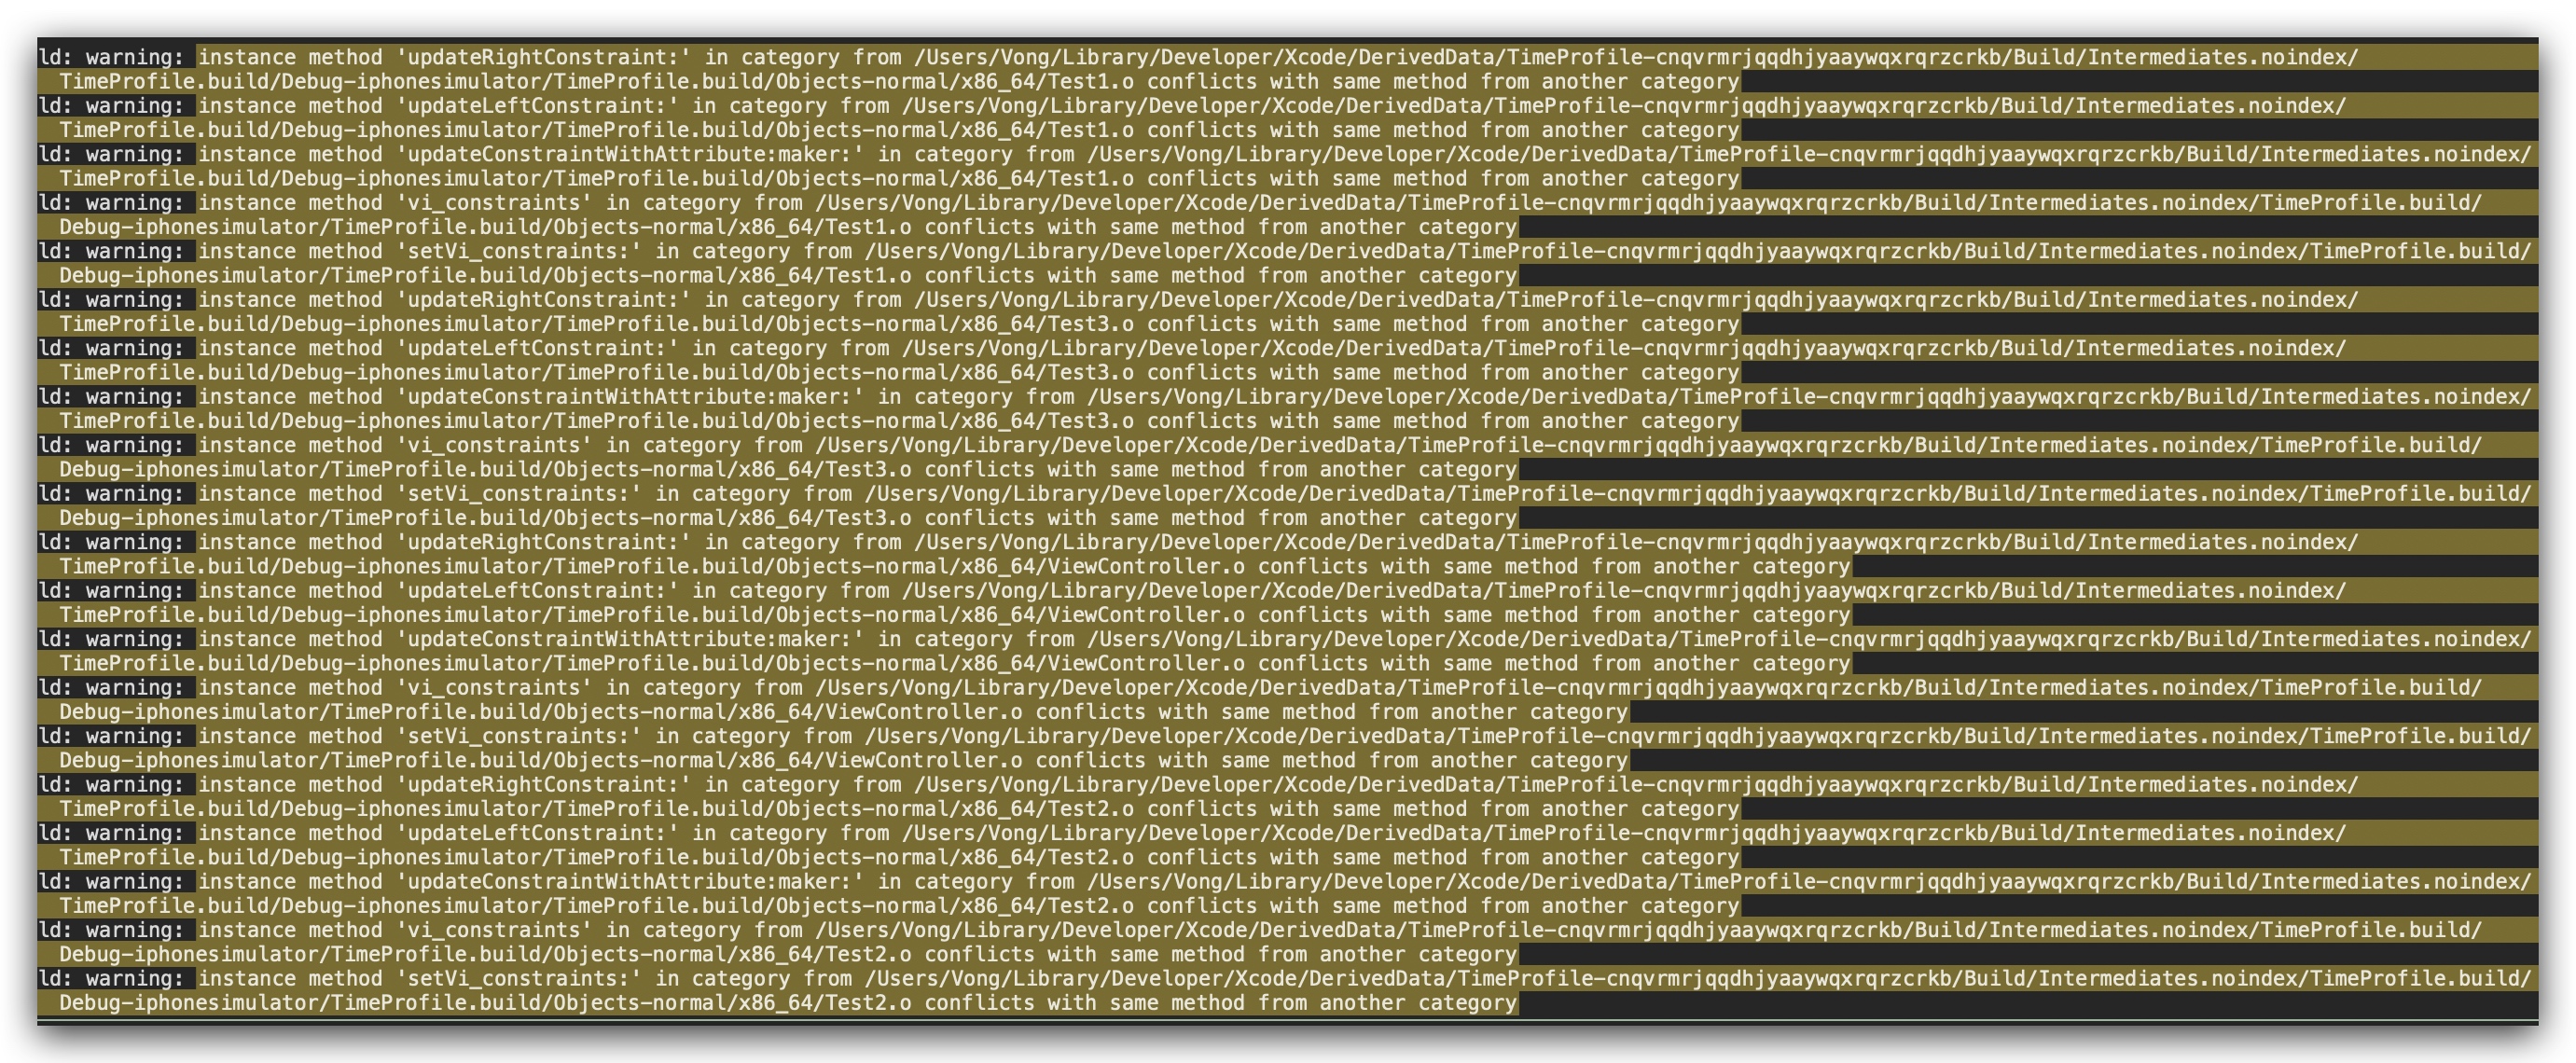 ld: warning: instance method 'updateRightConstraint:' in category from /Users/Vong/Library/Developer/Xcode/DerivedData/TimeProfile-cnqvrmrjqqdhjyaaywqxrqrzcrkb/Build/Intermediates.noindex/
TimeProfile.build/Debug-iphonesimulator/TimeProfile.build/Objects-normal/x86_64/Test1.o conflicts with same method from another category
ld: warning: instance method 'updateLeftConstraint:' in category from /Users/Vong/Library/Developer/Xcode/DerivedData/TimeProfile-cnqvrmrjqqdhjyaaywqxrqrzcrkb/Build/Intermediates.noindex/
TimeProfile.build/Debug-iphonesimulator/TimeProfile.build/Objects-normal/x86_64/Test1.o conflicts with same method from another category
ld: warning: instance method 'updateConstraintWithAttribute:maker:' in category from /Users/Vong/Library/Developer/Xcode/DerivedData/TimeProfile-cnqvrmrjqqdhjyaaywqxrqrzcrkb/Build/Intermediates.noindex/
TimeProfile.build/Debug-iphonesimulator/TimeProfile.build/Objects-normal/x86_64/Test1.o conflicts with same method from another category
ld: warning: instance method 'vi_constraints' in category from /Users/Vong/Library/Developer/Xcode/DerivedData/TimeProfile-cnqvrmrjqqdhjyaaywqxrqrzcrkb/Build/Intermediates.noindex/TimeProfile.build/
Debug-iphonesimulator/TimeProfile.build/Objects-normal/x86_64/Test1.o conflicts with same method from another category
ld: warning: instance method 'setVi_constraints:' in category from /Users/Vong/Library/Developer/Xcode/DerivedData/TimeProfile-cnqvrmrjqqdhjyaaywqxrqrzcrkb/Build/Intermediates.noindex/TimeProfile.build/
Debug-iphonesimulator/TimeProfile.build/Objects-normal/x86_64/Test1.o conflicts with same method from another category
ld: warning: instance method 'updateRightConstraint:' in category from /Users/Vong/Library/Developer/Xcode/DerivedData/TimeProfile-cnqvrmrjqqdhjyaaywqxrqrzcrkb/Build/Intermediates.noindex/
TimeProfile.build/Debug-iphonesimulator/TimeProfile.build/Objects-normal/x86_64/Test3.o conflicts with same method from another category
ld: warning: instance method 'updateLeftConstraint:' in category from /Users/Vong/Library/Developer/Xcode/DerivedData/TimeProfile-cnqvrmrjqqdhjyaaywqxrqrzcrkb/Build/Intermediates.noindex/
TimeProfile.build/Debug-iphonesimulator/TimeProfile.build/Objects-normal/x86_64/Test3.o conflicts with same method from another category
ld: warning: instance method 'updateConstraintWithAttribute:maker:' in category from /Users/Vong/Library/Developer/Xcode/DerivedData/TimeProfile-cnqvrmrjqqdhjyaaywqxrqrzcrkb/Build/Intermediates.noindex/
TimeProfile.build/Debug-iphonesimulator/TimeProfile.build/Objects-normal/x86_64/Test3.o conflicts with same method from another category
ld: warning: instance method 'vi_constraints' in category from /Users/Vong/Library/Developer/Xcode/DerivedData/TimeProfile-cnqvrmrjqqdhjyaaywqxrqrzcrkb/Build/Intermediates.noindex/TimeProfile.build/
Debug-iphonesimulator/TimeProfile.build/Objects-normal/x86_64/Test3.o conflicts with same method from another category
ld: warning: instance method 'setVi_constraints:' in category from /Users/Vong/Library/Developer/Xcode/DerivedData/TimeProfile-cnqvrmrjqqdhjyaaywqxrqrzcrkb/Build/Intermediates.noindex/TimeProfile.build/
Debug-iphonesimulator/TimeProfile.build/Objects-normal/x86_64/Test3.o conflicts with same method from another category
ld: warning: instance method 'updateRightConstraint:' in category from /Users/Vong/Library/Developer/Xcode/DerivedData/TimeProfile-cnqvrmrjqqdhjyaaywqxrqrzcrkb/Build/Intermediates.noindex/
TimeProfile.build/Debug-iphonesimulator/TimeProfile.build/Objects-normal/x86_64/ViewController.o conflicts with same method from another category
ld: warning: instance method 'updateLeftConstraint:' in category from /Users/Vong/Library/Developer/Xcode/DerivedData/TimeProfile-cnqvrmrjqqdhjyaaywqxrqrzcrkb/Build/Intermediates.noindex/
TimeProfile.build/Debug-iphonesimulator/TimeProfile.build/Objects-normal/x86_64/ViewController.o conflicts with same method from another category
ld: warning: instance method 'updateConstraintWithAttribute:maker:' in category from /Users/Vong/Library/Developer/Xcode/DerivedData/TimeProfile-cnqvrmrjqqdhjyaaywqxrqrzcrkb/Build/Intermediates.noindex/
TimeProfile.build/Debug-iphonesimulator/TimeProfile.build/Objects-normal/x86_64/ViewController.o conflicts with same method from another category
ld: warning: instance method 'vi_constraints' in category from /Users/Vong/Library/Developer/Xcode/DerivedData/TimeProfile-cnqvrmrjqqdhjyaaywqxrqrzcrkb/Build/Intermediates.noindex/TimeProfile.build/
Debug-iphonesimulator/TimeProfile.build/Objects-normal/x86_64/ViewController.o conflicts with same method from another category
ld: warning: instance method 'setVi_constraints:' in category from /Users/Vong/Library/Developer/Xcode/DerivedData/TimeProfile-cnqvrmrjqqdhjyaaywqxrqrzcrkb/Build/Intermediates.noindex/TimeProfile.build/
Debug-iphonesimulator/TimeProfile.build/Objects-normal/x86_64/ViewController.o conflicts with same method from another category
ld: warning: instance method 'updateRightConstraint:' in category from /Users/Vong/Library/Developer/Xcode/DerivedData/TimeProfile-cnqvrmrjqqdhjyaaywqxrqrzcrkb/Build/Intermediates.noindex/
TimeProfile.build/Debug-iphonesimulator/TimeProfile.build/Objects-normal/x86_64/Test2.o conflicts with same method from another category
ld: warning: instance method 'updateLeftConstraint:' in category from /Users/Vong/Library/Developer/Xcode/DerivedData/TimeProfile-cnqvrmrjqqdhjyaaywqxrqrzcrkb/Build/Intermediates.noindex/
TimeProfile.build/Debug-iphonesimulator/TimeProfile.build/Objects-normal/x86_64/Test2.o conflicts with same method from another category
ld: warning: instance method 'updateConstraintWithAttribute:maker:' in category from /Users/Vong/Library/Developer/Xcode/DerivedData/TimeProfile-cnqvrmrjqqdhjyaaywqxrqrzcrkb/Build/Intermediates.noindex/
TimeProfile.build/Debug-iphonesimulator/TimeProfile.build/Objects-normal/x86_64/Test2.o conflicts with same method from another category
ld: warning: instance method 'vi_constraints' in category from /Users/Vong/Library/Developer/Xcode/DerivedData/TimeProfile-cnqvrmrjqqdhjyaaywqxrqrzcrkb/Build/Intermediates.noindex/TimeProfile.build/
Debug-iphonesimulator/TimeProfile.build/Objects-normal/x86_64/Test2.o conflicts with same method from another category
ld: warning: instance method 'setVi_constraints:' in category from /Users/Vong/Library/Developer/Xcode/DerivedData/TimeProfile-cnqvrmrjqqdhjyaaywqxrqrzcrkb/Build/Intermediates.noindex/TimeProfile.build/
Debug-iphonesimulator/TimeProfile.build/Objects-normal/x86_64/Test2.o conflicts with same method from another category